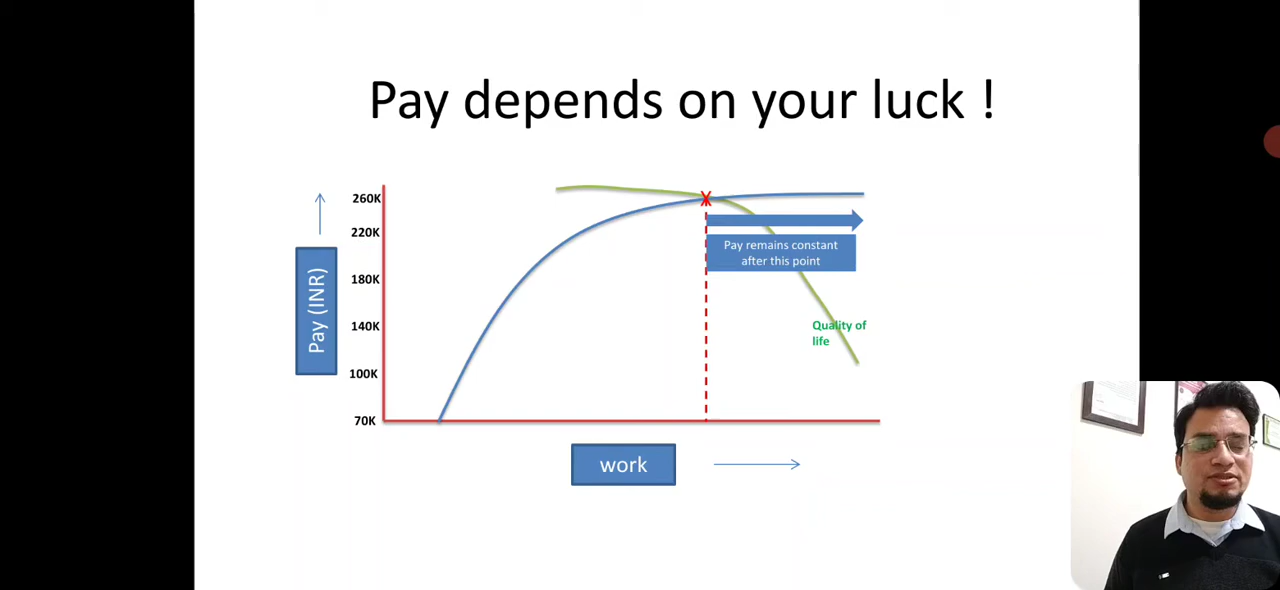 Pay depends on your luck !
260K
220K
180K
140K
100K
70K
Pay (INR)
X
Pay remains constant
after this point
Quality of
life
work